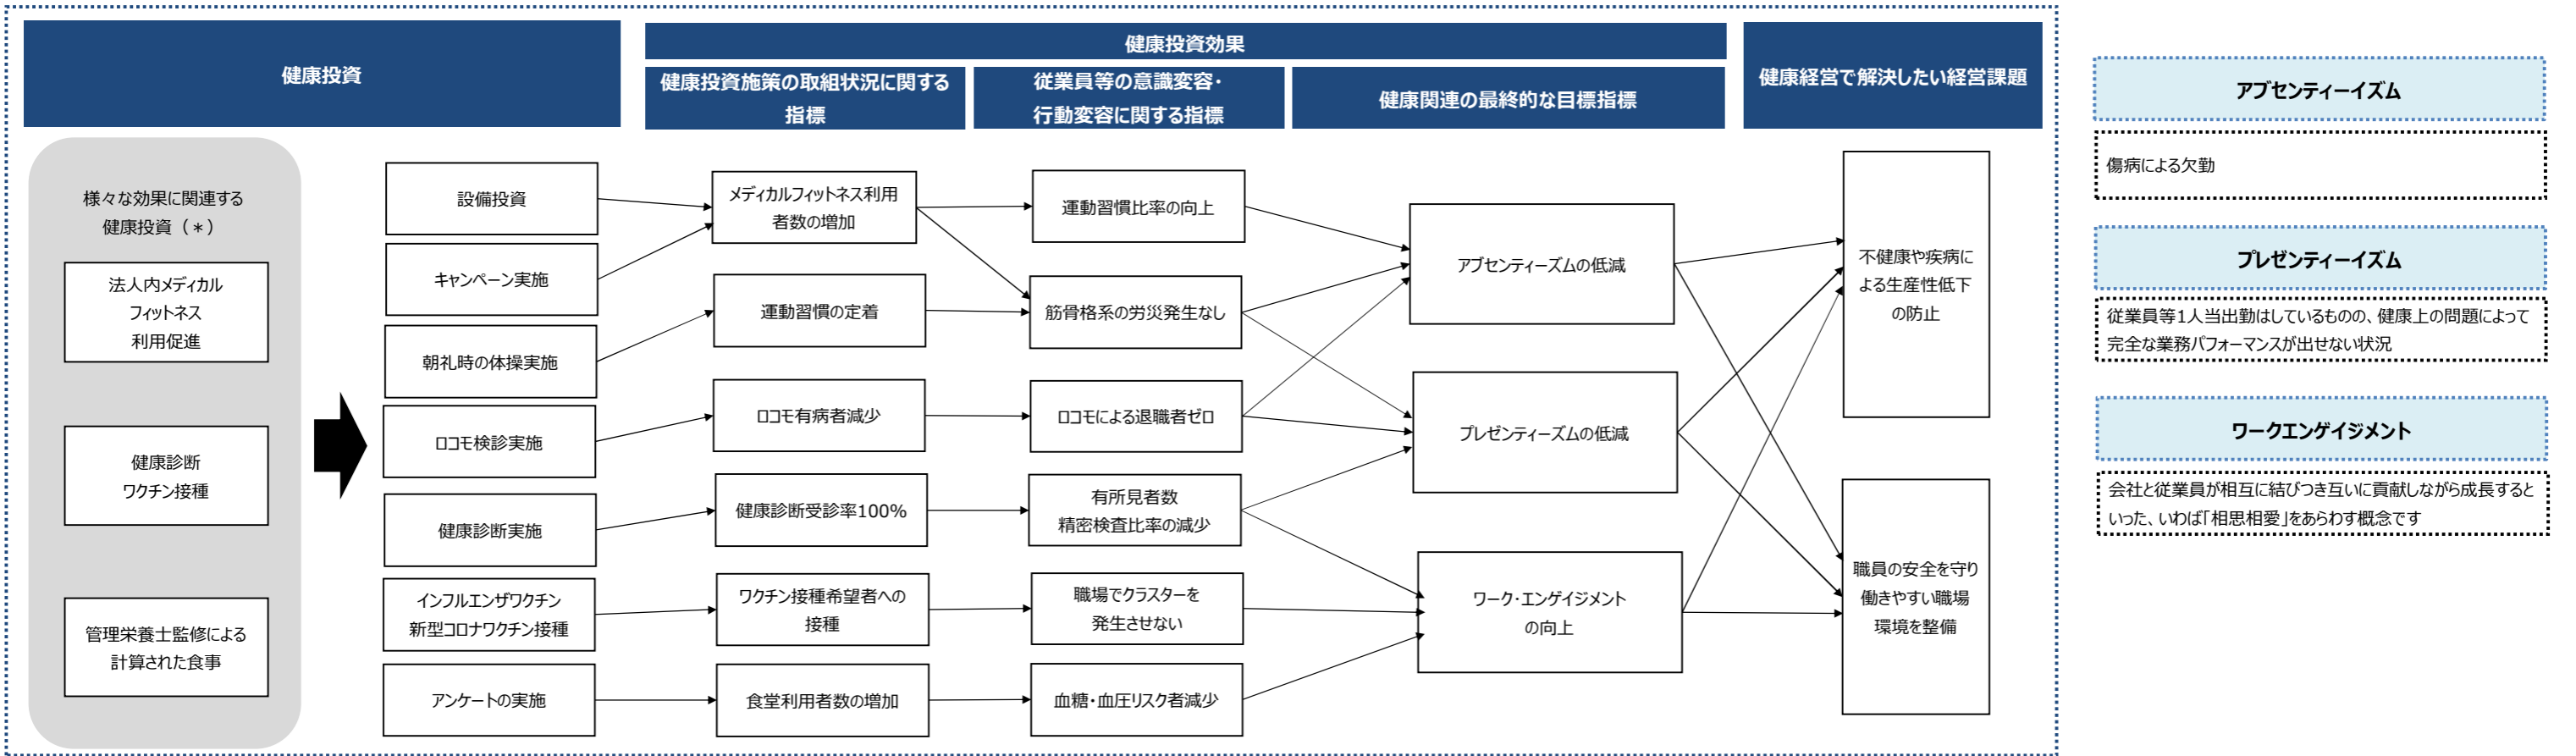 健康投資
健康投資効果
健康投資施策の取組状況に関する
指標
従業員等の意識変容・
行動変容に関する指標
健康関連の最終的な目標指標
健康経営で解決したい経営課題
様々な効果に関連する
健康投資（＊）
法人内メディカル
フィットネス
利用促進
健康診断
ワクチン接種
管理栄養士監修による
計算された食事
設備投資
キャンペーン実施
朝礼時の体操実施
ロコモ検診実施
健康診断実施
インフルエンザワクチン
新型コロナワクチン接種
アンケートの実施
メディカルフィットネス利用
者数の増加
運動習慣の定着
ロコモ有病者減少
健康診断受診率100%
ワクチン接種希望者への
接種
食堂利用者数の増加
運動習慣比率の向上
筋骨格系の労災発生なし
ロコモによる退職者ゼロ
有所見者数
精密検査比率の減少
職場でクラスターを
発生させない
血糖・血圧リスク者減少
アブセンティーズムの低減
プレゼンティーズムの低減
ワーク・エンゲイジメント
の向上
不健康や疾病に
よる生産性低下
の防止
職員の安全を守り
働きやすい職場
環境を整備
アブセンティーイズム
傷病による欠勤
プレゼンティーイズム
従業員等1人当出勤はしているものの、健康上の問題によって
完全な業務パフォーマンスが出せない状況
ワークエンゲイジメント
会社と従業員が相互に結びつき互いに貢献しながら成長すると
いった、いわば「相思相愛」をあらわす概念です